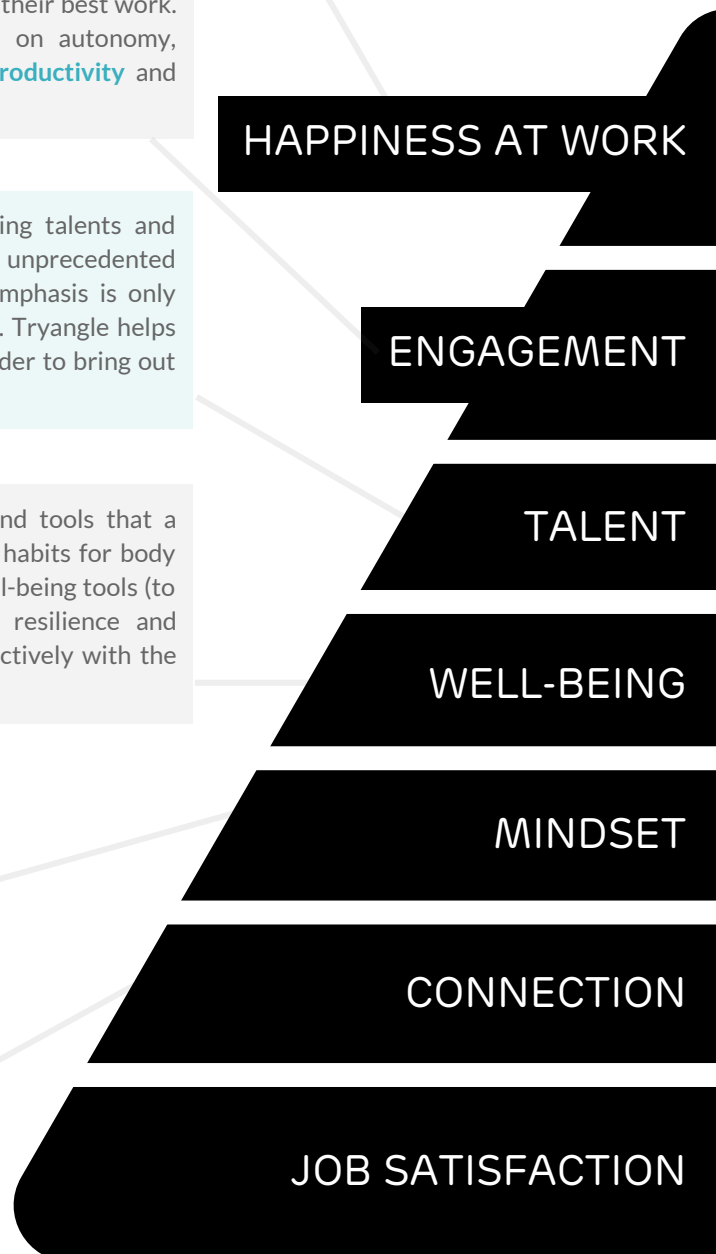 their best work.
on autonomy,
roductivity and
HAPPINESS AT WORK
ing talents and
unprecedented
mphasis is only
. Tryangle helps
der to bring out
ENGAGEMENT
TALENT
nd tools that a
habits for body
l-being tools (to
resilience and
ctively with the
WELL-BEING
MINDSET
CONNECTION
JOB SATISFACTION